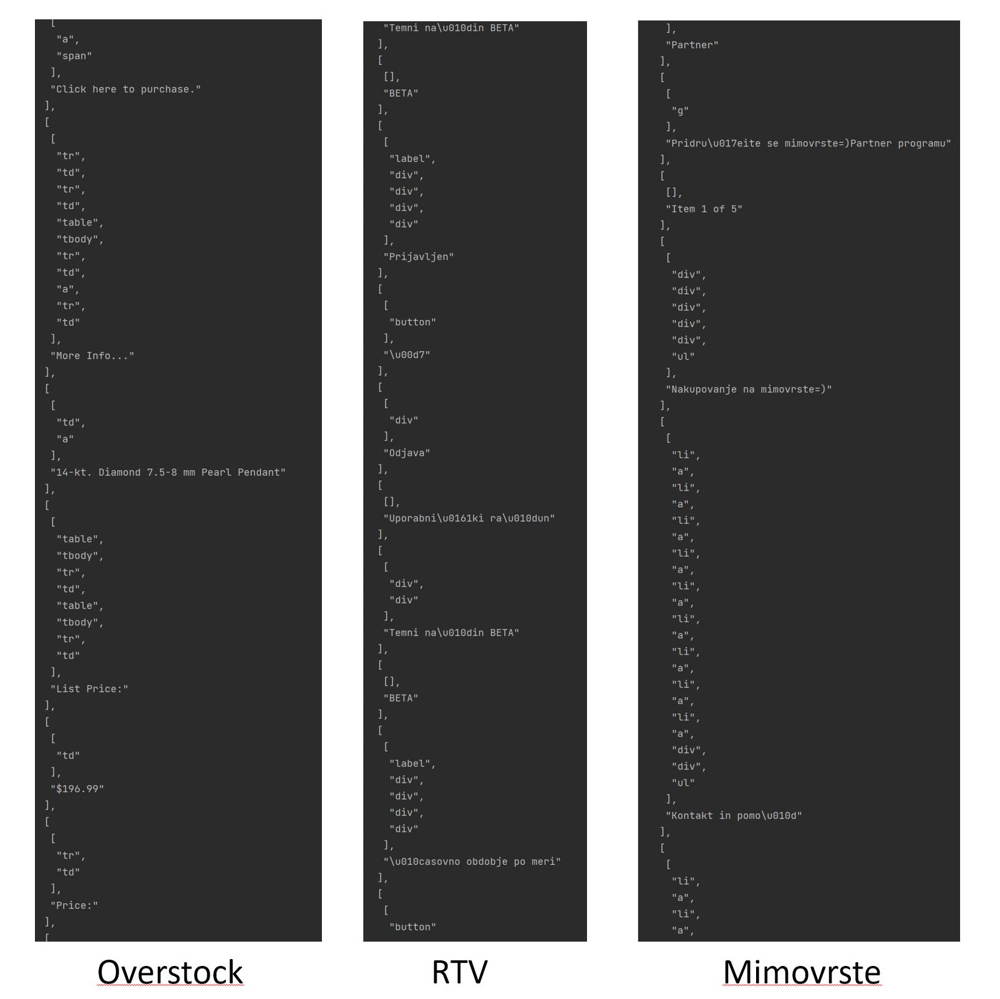 [
"a",
"span"
],
"Click here to purchase."
],
[
[
"tr",
"td",
"tr",
"td",
"table",
"tbody",
"tr",
"td",
"a",
"tr",
"td"
],
"More Info..."
],
[
[
"td",
"a"
],
"14-kt. Diamond 7.5-8 mm Pearl Pendant"
],
[
[
"table",
"tbody",
"tr",
"td",
"table",
"tbody",
"tr",
"td"
],
"List Price:"
],
[
[
"td"
],
"$196.99"
],
[
[
"tr",
"td"
],
"Price:"
],
[
Overstock
"Temni na\u010din BETA"
],
[
[],
"BETA"
],
[
[
"label",
"div",
"div",
"div",
"div"
],
"Prijavljen"
],
[
[
"button"
],
"\u00d7"
],
[
[
"div"
],
"Odjava"
],
[
[],
"Uporabni\u0161ki ra\u010dun"
],
[
[
"div",
"div"
],
"Temni na\u010din BETA"
],
[
[],
"BETA"
],
[
[
"label",
"div",
"div",
"div",
"div"
],
"\u010casovno obdobje po meri"
],
[
[
"button"
RTV
],
"Partner"
],
[
[
"g"
],
"Pridru\u017eite se mimovrste=)Partner programu"
],
[
[],
"Item 1 of 5"
],
[
[
"div",
"div",
"div",
"div",
"div",
"ul"
],
"Nakupovanje na mimovrste=)"
],
[
[
"li",
"a",
"li",
"a",
"li",
"a",
"li",
"a",
"li",
"a",
"li",
"a",
"li",
"a",
"li",
"a",
"li",
"a",
"div",
"div",
"ul"
],
"Kontakt in pomo\u010d"
],
[
[
"li",
"a",
"li",
"a",
Mimovrste